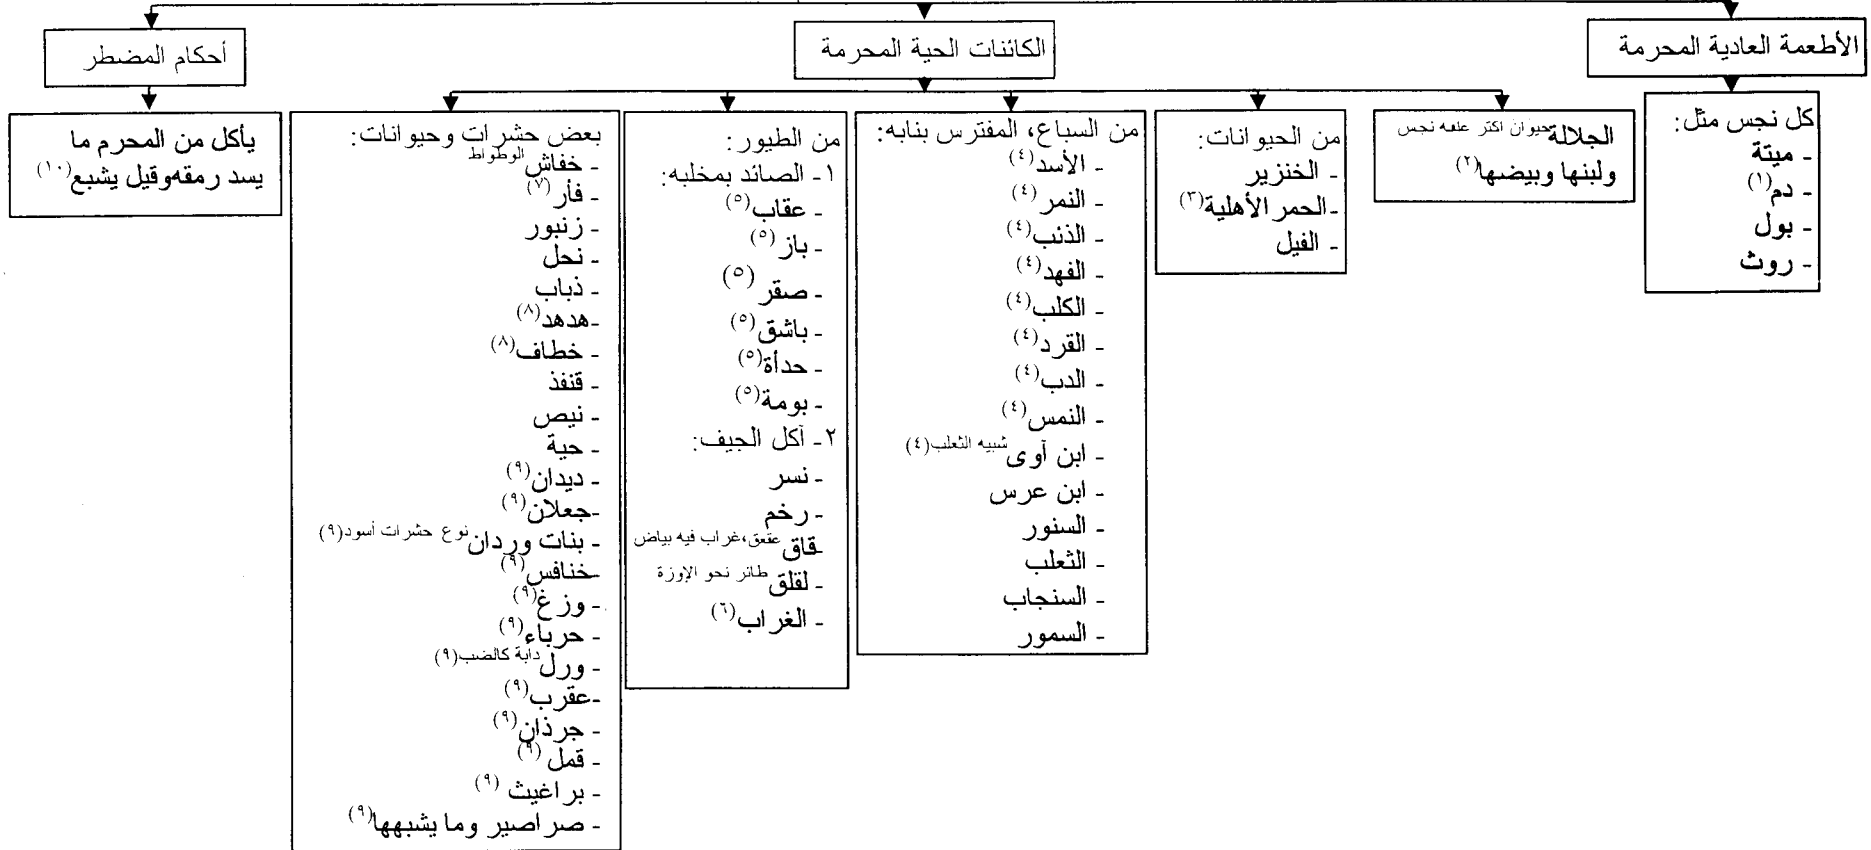 الأطعمة العادية المحرمة
كل نجس مثل:
- ميتة
- دم(١)
- بول
- روث
الكائنات الحية المحرمة
الجلالة حيوان اكثر علفه نجس
ولبنها وبيضها(٢)
من الحيوانات:
- الخنزير
-الحمر الأهلية(٣)
- الفيل
من السباع، المفترس بنابه:
- الأسد(٤)
- النمر(٤)
- الذئب(٤)
- الفهد(٤)
- الكلب(٤)
- القرد(٤)
- الدب(٤)
- النمس(٤)
- ابن آوى شبيه الثعلب(٤)
- ابن عرس
- السنور
- الثعلب
- السنجاب
- السمور
من الطيور:
١- الصائد بمخلبه:
- عقاب(٥)
- باز(٥)
- صقر(٥)
- باشق(٥)
- حدأة(٥)
- بومة(٥)
٢- آكل الجيف:
- نسر
- رخم
-قاق عقعق،غراب فيه بياض
- لقلق طائر نحو الإوزة
- الغراب(٦)
بعض حشرات وحيوانات:
- خفاش الوطواط
- فأر(٧)
- زنبور
- نحل
- ذباب
-هدهد(٨)
- خطاف(٨)
- قنفذ
- نيص
- حية
- ديدان(٩)
-جعلان(٩)
- بنات وردان نوع حشرات أسود(٩)
-خنافس(٩)
- وزغ(٩)
- حرباء(٩)
- ورل دابة كالضب(٩)
-عقرب(٩)
- جرذان(٩)
- قمل(٩)
- براغيث(٩)
- صراصير وما يشبهها(٩)
أحكام المضطر
يأكل من المحرم ما
يسد رمقه وقيل يشبع(١٠)